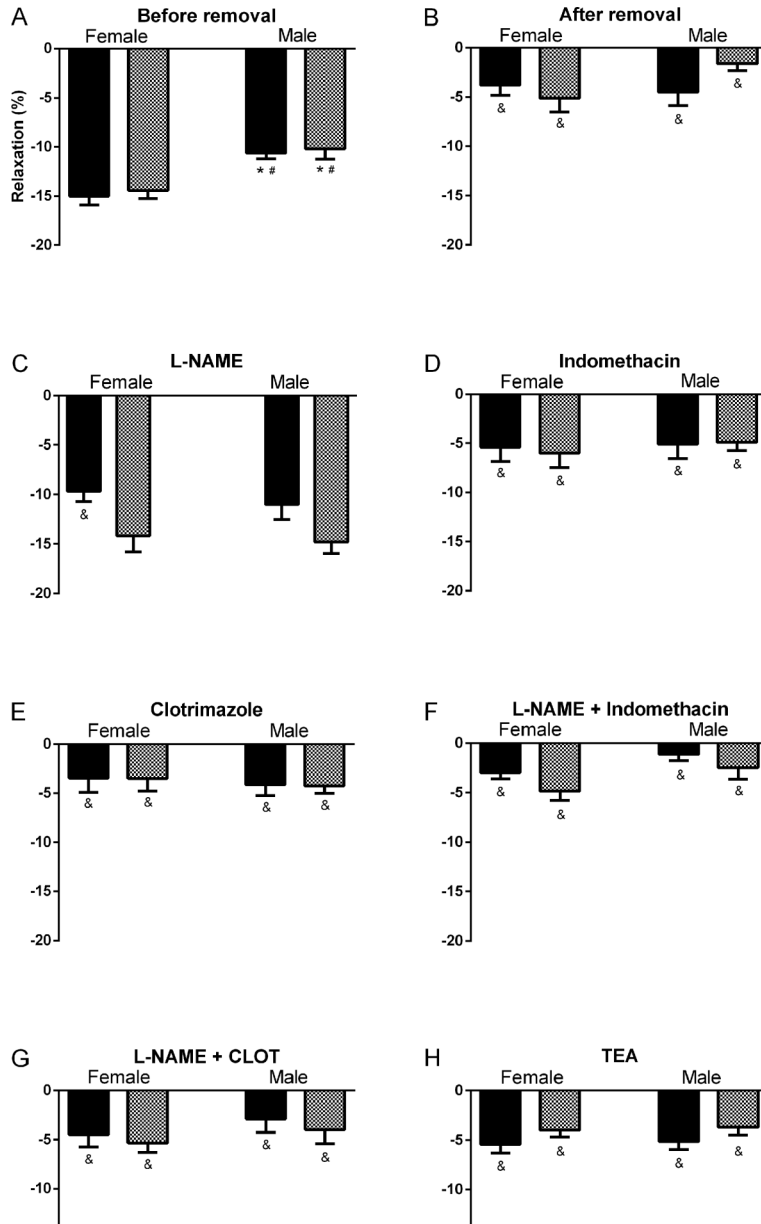 A
Before removal
Female Male
0
-5
-10
-15
-20
Relaxation (%)
* # * #
B
After removal
Female Male
0
-5
-10
-15
-20
& & & &
C
L-NAME
Female Male
0
-5
-10
-15
-20
&
D
Indomethacin
Female Male
0
-5
-10
-15
-20
& & & &
E
Clotrimazole
Female Male
0
-5
-10
-15
-20
& & & &
F
L-NAME + Indomethacin
Female Male
0
-5
-10
-15
-20
& & & &
G
L-NAME + CLOT
Female Male
0
-5
-10
& & & &
H
TEA
Female Male
0
-5
-10
& & & &